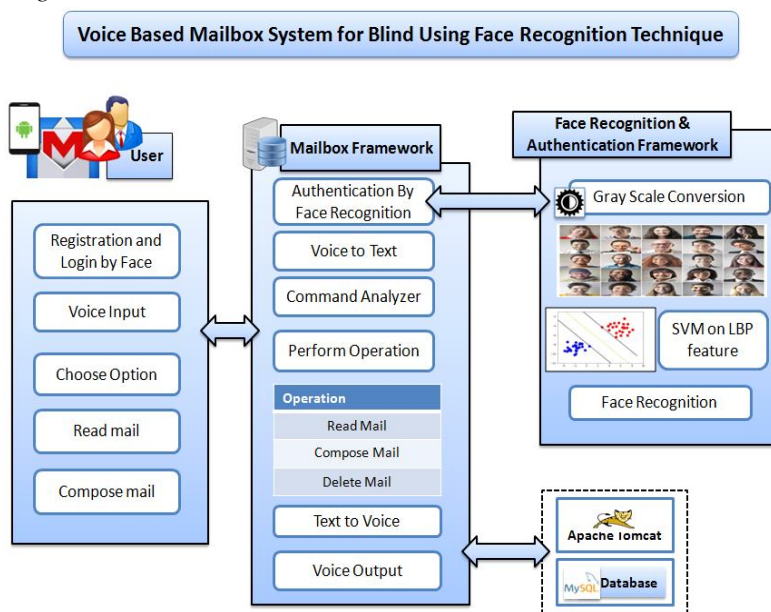 Voice Based Mailbox System for Blind Using Face Recognition Technique
User
Registration and
Login by Face
Voice Input
Choose Option
Read mail
Compose mail
Mailbox Framework
Authentication By
Face Recognition
Voice to Text
Command Analyzer
Perform Operation
Operation
Read Mail
Compose Mail
Delete Mail
Text to Voice
Voice Output
Face Recognition &
Authentication Framework
Gray Scale Conversion
SVM on LBP
feature
Face Recognition
Apache Tomcat
MySQL Database